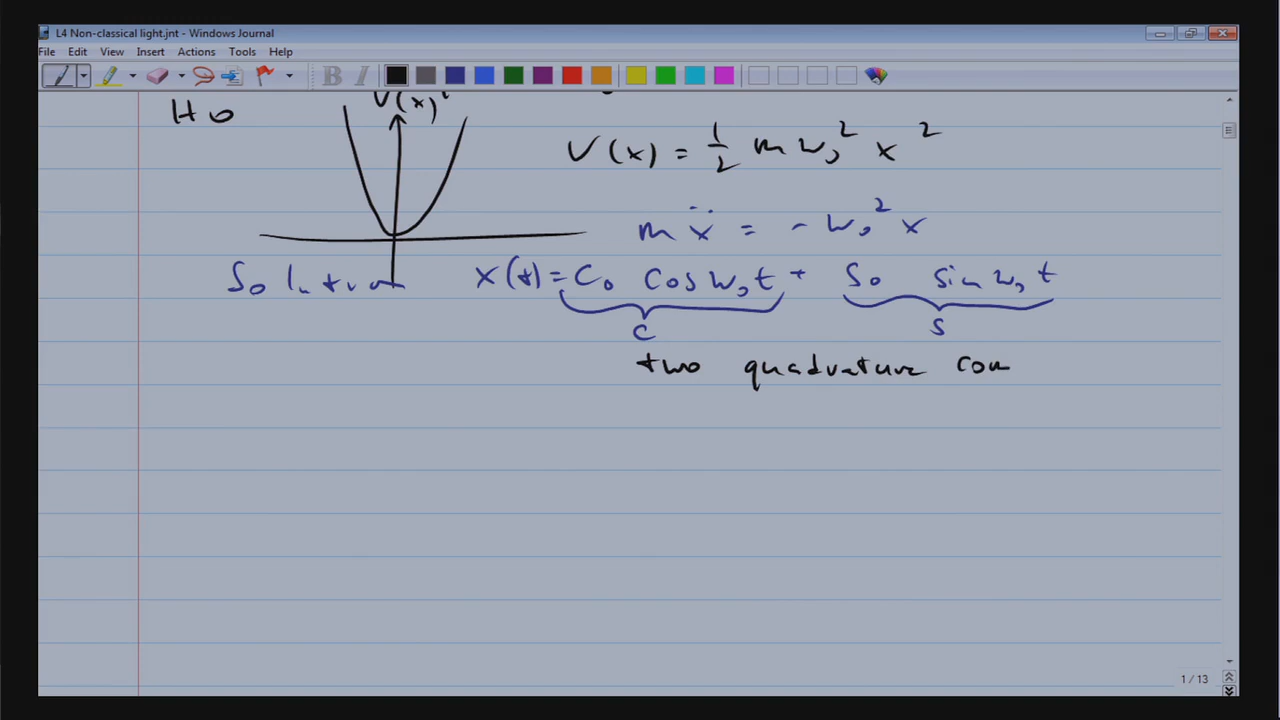 L4 Non-classical light.jnt - Windows Journal
File Edit View Insert Actions Tools Help
B I
V(x)
HO
V(x) = 1/2 m ω₀² x²
m ẍ = - ω₀² x
Solution x(t) = C₀ cos ω₀t + S₀ sin ω₀t
C S
two quadrature com
1 / 13